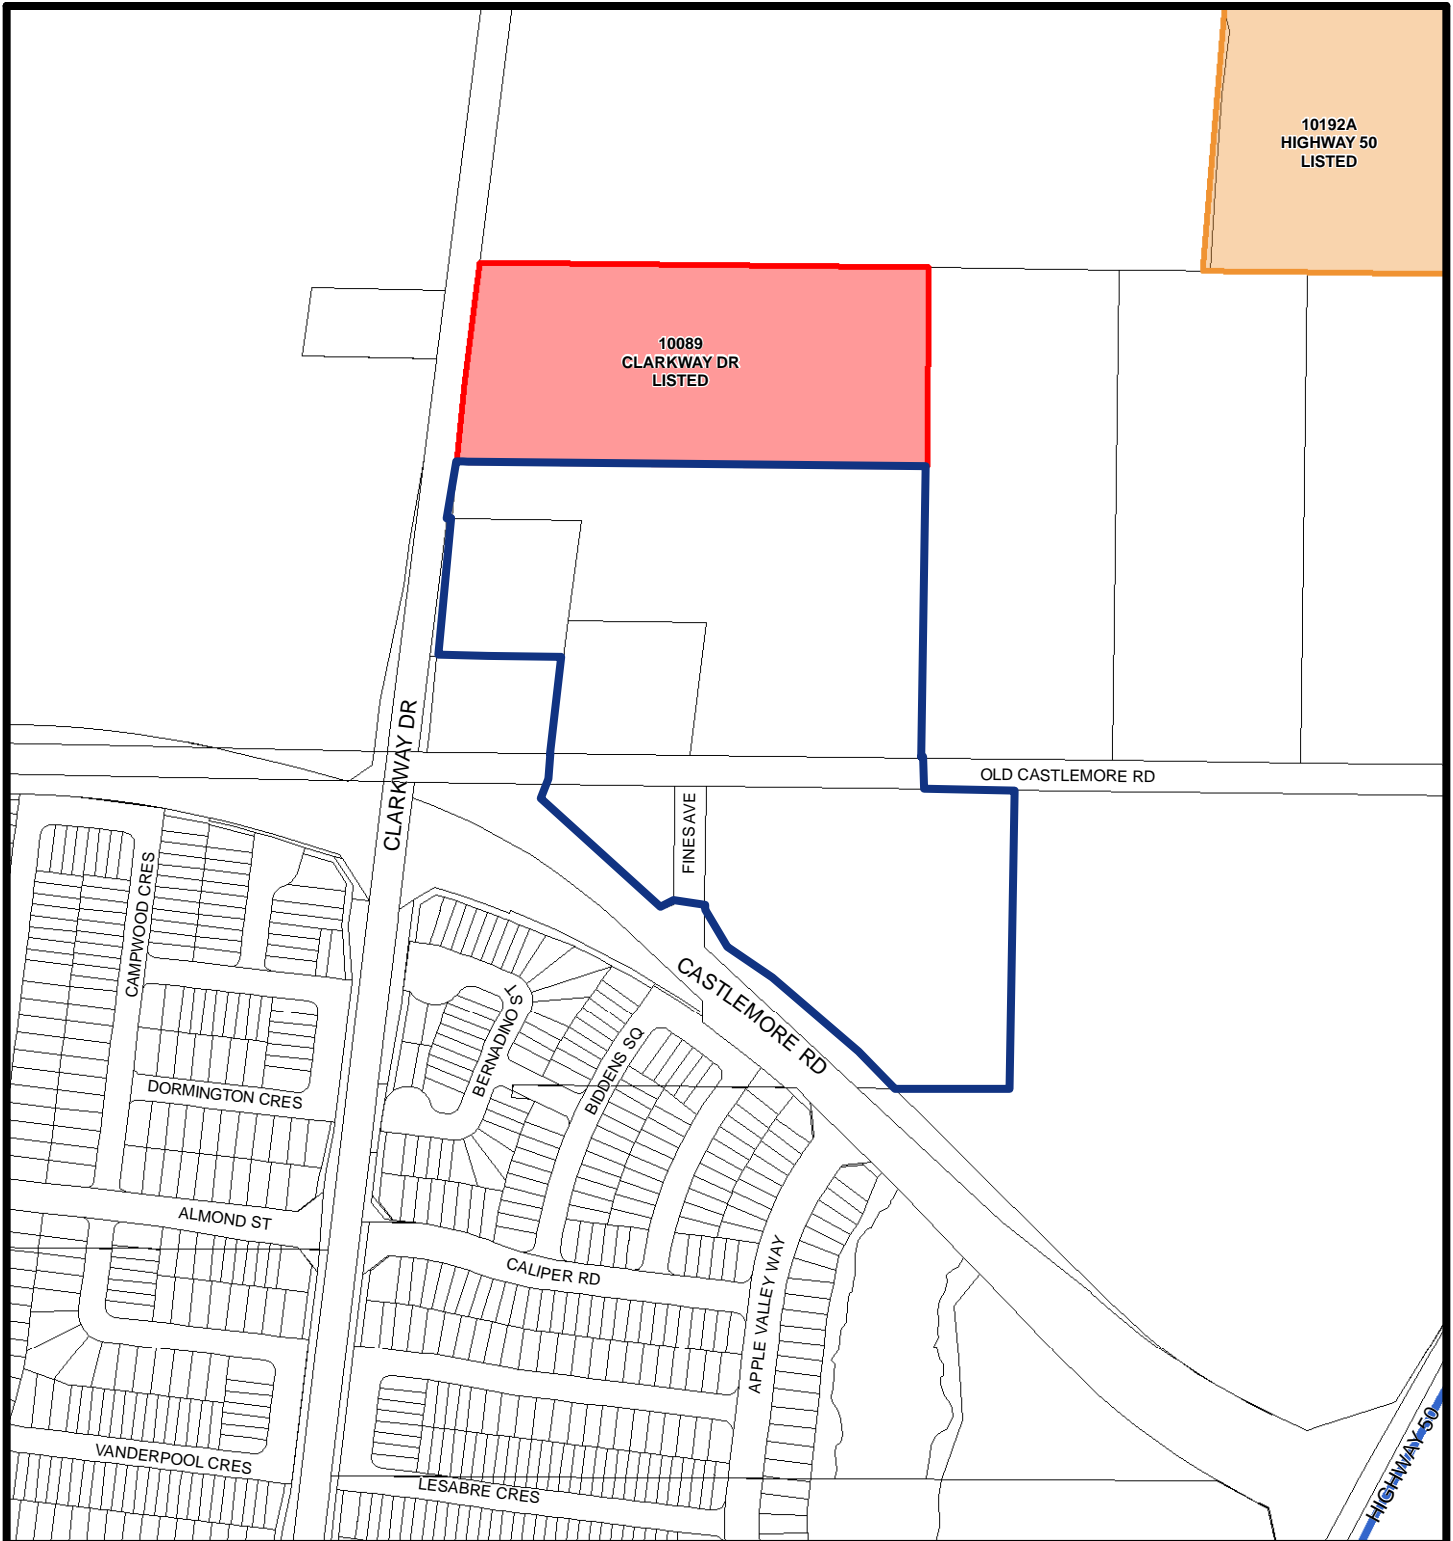 10192A
HIGHWAY 50
LISTED
10089
CLARKWAY DR
LISTED
CLARKWAY DR
OLD CASTLEMORE RD
FINES AVE
CAMPWOOD CRES
CASTLEMORE RD
BERNADINO ST
BIDDENS SQ
DORMINGTON CRES
ALMOND ST
CALIPER RD
APPLE VALLEY WAY
HIGHWAY 50
VANDERPOOL CRES
LESABRE CRES